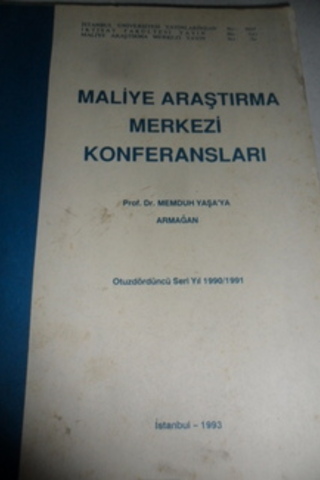 İSTANBUL ÜNİVERSİTESİ YAYINLARINDAN No:
İKTİSAT FAKÜLTESİ YAYIN No:
MALİYE ARAŞTIRMA MERKEZİ YAYIN No:
MALİYE ARAŞTIRMA
MERKEZİ
KONFERANSLARI
Prof. Dr. MEMDUH YAŞA'YA
ARMAĞAN
Otuzdördüncü Seri Yıl 1990/1991
İstanbul - 1993